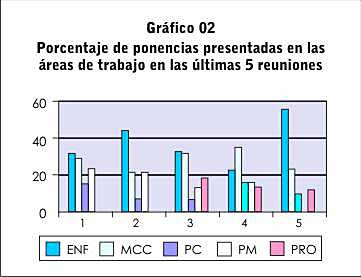 Gráfico 02
Porcentaje de ponencias presentadas en las
áreas de trabajo en las últimas 5 reuniones
60
40
20
0
1 2 3 4 5
ENF MCC PC PM PRO